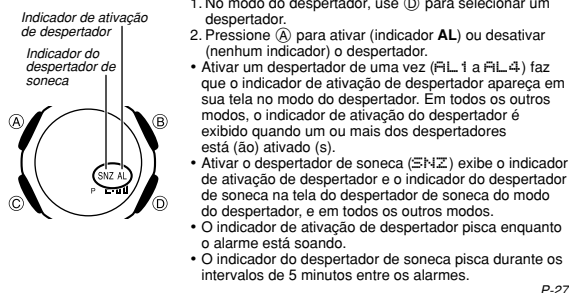 Indicador de ativação
de despertador
Indicador do
despertador de
soneca
A
B
C
D
SNZ AL
P
1. No modo do despertador, use D para selecionar um
despertador.
2. Pressione A para ativar (indicador AL) ou desativar
(nenhum indicador) o despertador.
• Ativar um despertador de uma vez (AL1 a AL4) faz
que o indicador de ativação de despertador apareça em
sua tela no modo do despertador. Em todos os outros
modos, o indicador de ativação do despertador é
exibido quando um ou mais dos despertadores
está (ão) ativado (s).
• Ativar o despertador de soneca (SNZ) exibe o indicador
de ativação de despertador e o indicador do despertador
de soneca na tela do despertador de soneca do modo
do despertador, e em todos os outros modos.
• O indicador de ativação de despertador pisca enquanto
o alarme está soando.
• O indicador do despertador de soneca pisca durante os
intervalos de 5 minutos entre os alarmes.
P-27